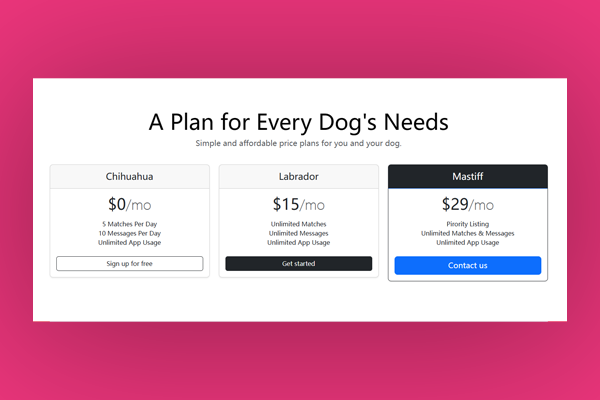 A Plan for Every Dog's Needs
Simple and affordable price plans for you and your dog.
Chihuahua
$0/mo
5 Matches Per Day
10 Messages Per Day
Unlimited App Usage
Sign up for free
Labrador
$15/mo
Unlimited Matches
Unlimited Messages
Unlimited App Usage
Get started
Mastiff
$29/mo
Pirority Listing
Unlimited Matches & Messages
Unlimited App Usage
Contact us